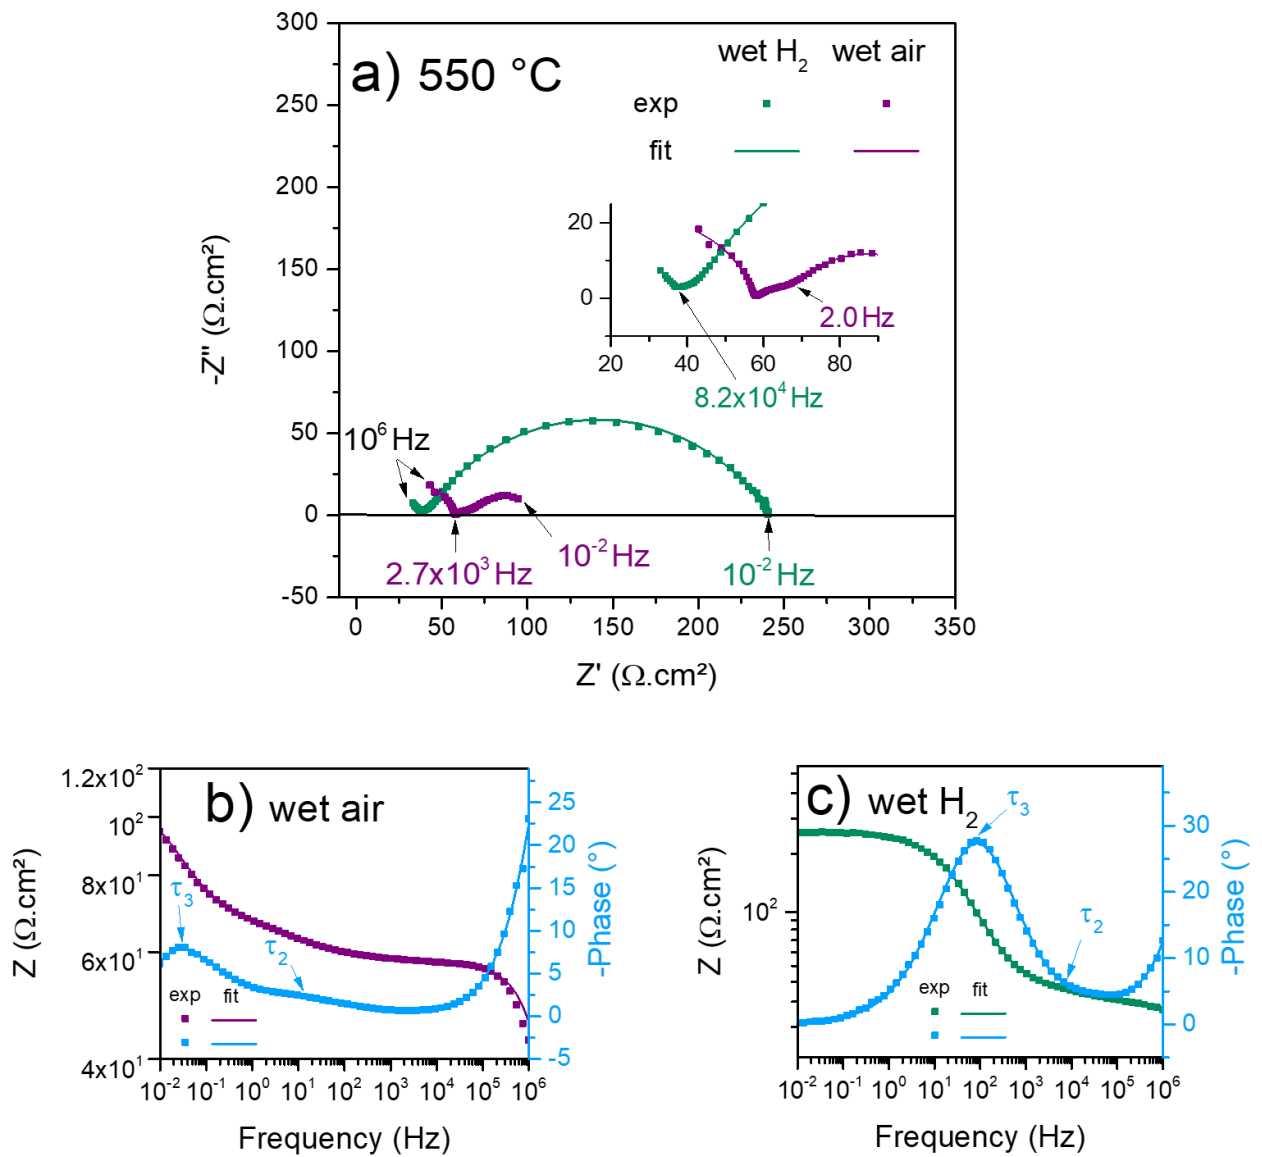 a) 550 °C
wet H₂ wet air
exp
fit
300
250
200
150
100
50
0
-50
-Z'' (Ω.cm²)
20
0
20 40 60 80
2.0 Hz
8.2x10⁴ Hz
10⁶ Hz
2.7x10³ Hz
10⁻² Hz
10⁻² Hz
0 50 100 150 200 250 300 350
Z' (Ω.cm²)
b) wet air
1.2x10²
10²
8x10¹
6x10¹
4x10¹
Z (Ω.cm²)
τ₃
τ₂
exp fit
25
20
15
10
5
0
-5
-Phase (°)
10⁻² 10⁻¹ 10⁰ 10¹ 10² 10³ 10⁴ 10⁵ 10⁶
Frequency (Hz)
c) wet H₂
10²
Z (Ω.cm²)
τ₃
τ₂
exp fit
30
20
10
0
-Phase (°)
10⁻² 10⁻¹ 10⁰ 10¹ 10² 10³ 10⁴ 10⁵ 10⁶
Frequency (Hz)